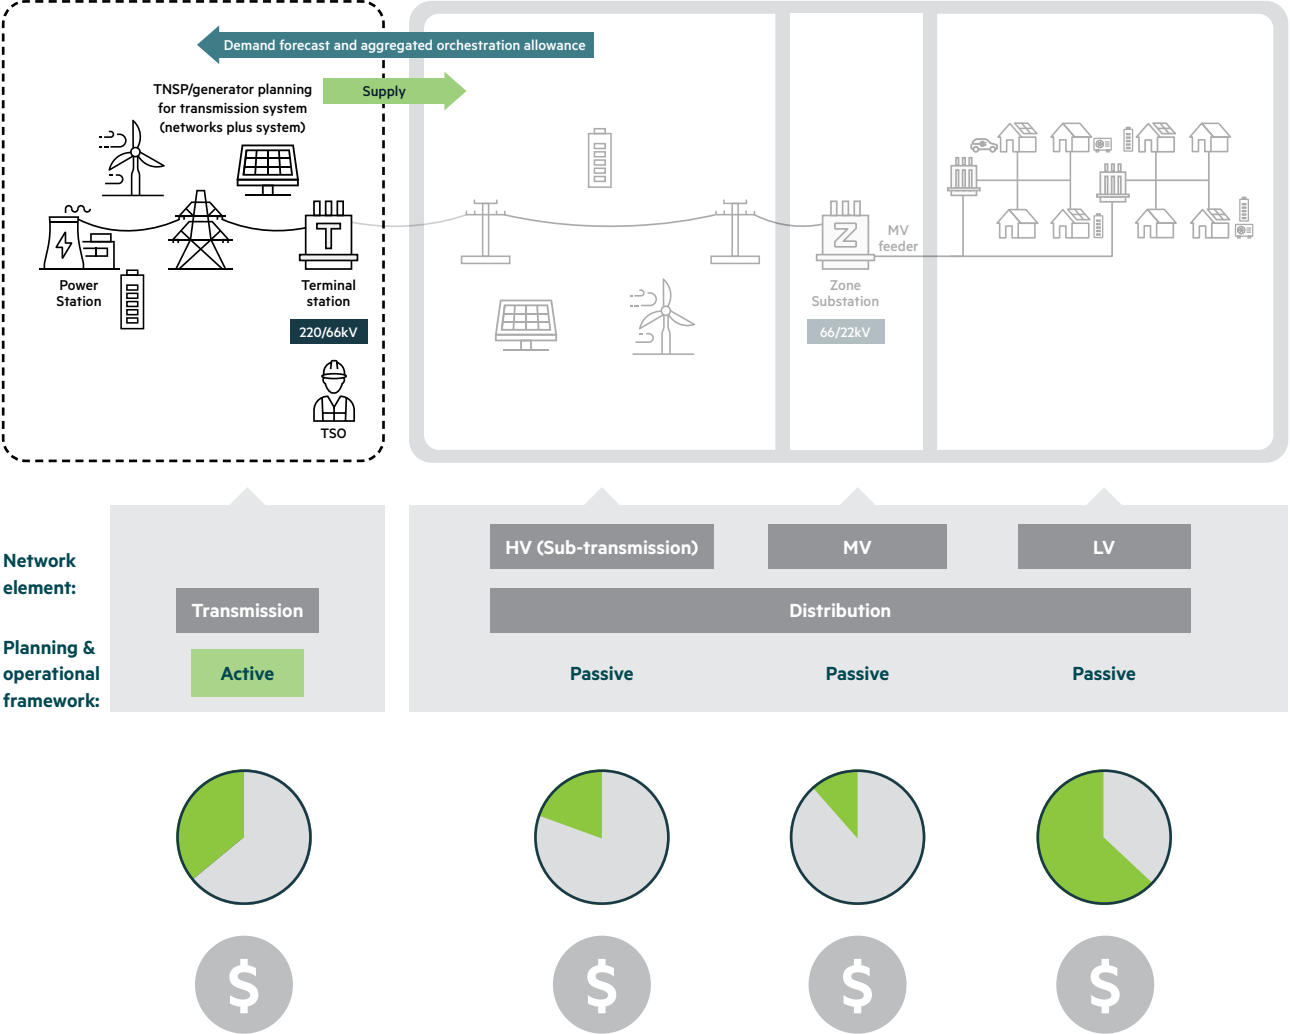 Demand forecast and aggregated orchestration allowance
TNSP/generator planning
for transmission system
(networks plus system)
Supply
T
Z
MV
feeder
Power
Station
Terminal
station
220/66kV
Zone
Substation
66/22kV
TSO
Network
element:
HV (Sub-transmission)
MV
LV
Transmission
Distribution
Planning &
operational
framework:
Active
Passive
Passive
Passive
$
$
$
$